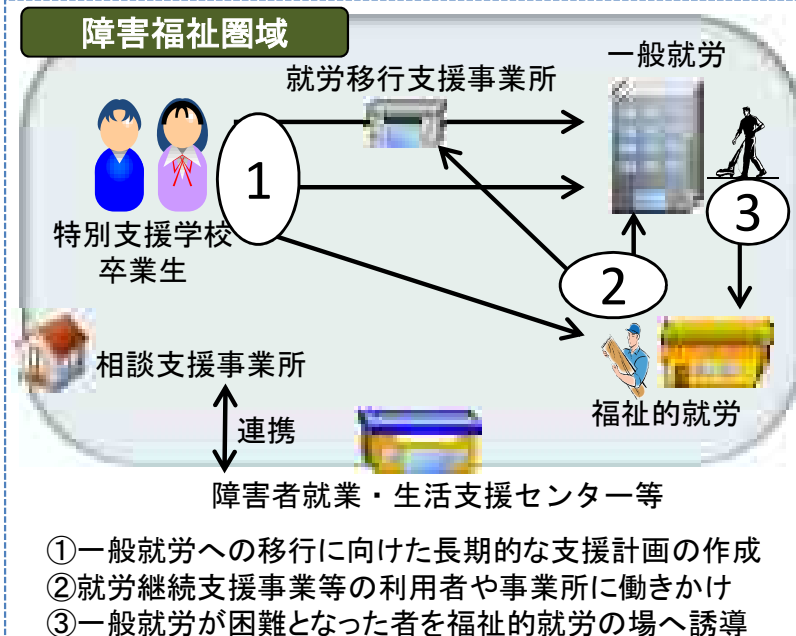 障害福祉圏域
一般就労
就労移行支援事業所
1
特別支援学校
卒業生
3
2
相談支援事業所
福祉的就労
連携
障害者就業・生活支援センター等
①一般就労への移行に向けた長期的な支援計画の作成
②就労継続支援事業等の利用者や事業所に働きかけ
③一般就労が困難となった者を福祉的就労の場へ誘導